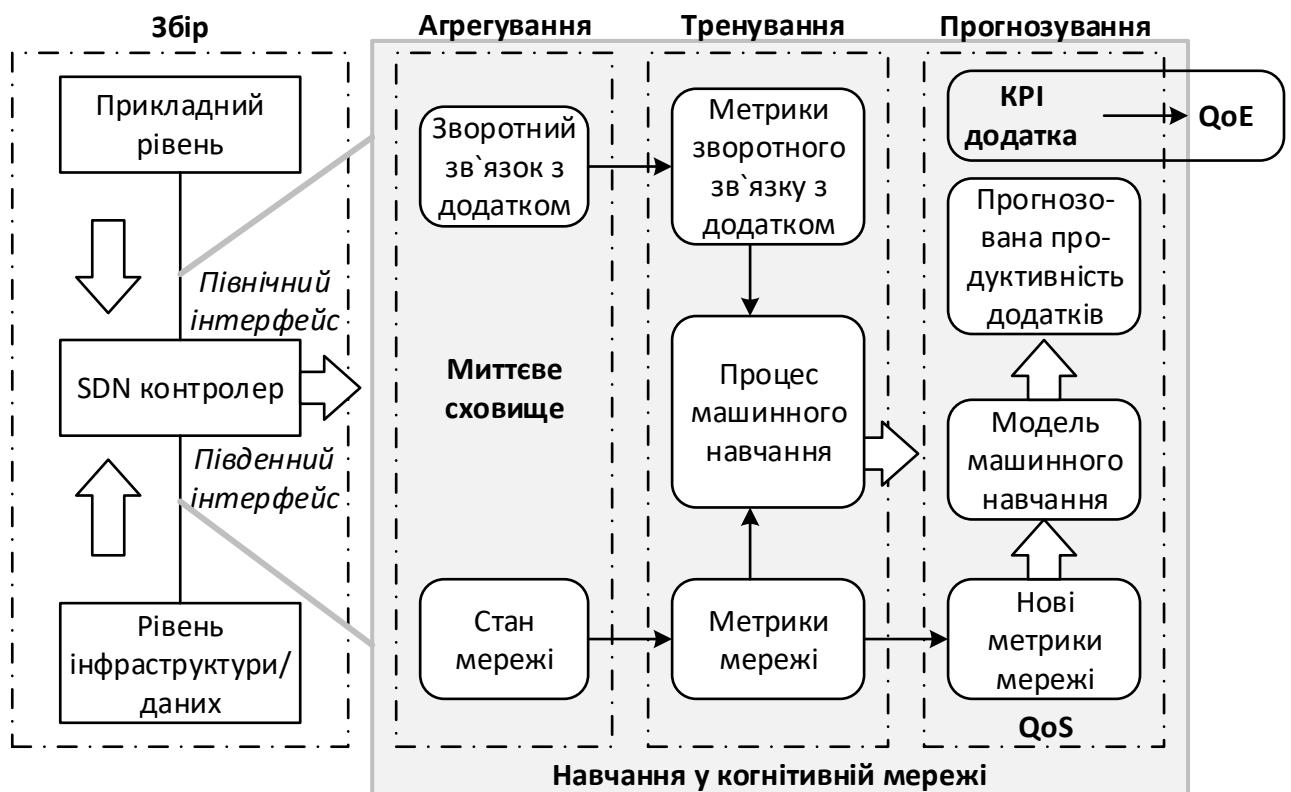 Збір
Агрегування
Тренування
Прогнозування
Прикладний
рівень
Північний
інтерфейс
SDN контролер
Південний
інтерфейс
Рівень
інфраструктури/
даних
Зворотний
зв`язок з
додатком
Миттєве
сховище
Стан
мережі
Метрики
зворотного
зв`язку з
додатком
Процес
машинного
навчання
Метрики
мережі
KPI
додатка
QoE
Прогнозо-
вана про-
дуктивність
додатків
Модель
машинного
навчання
Нові
метрики
мережі
QoS
Навчання у когнітивній мережі